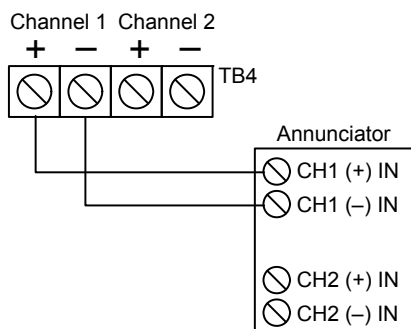 Channel 1 Channel 2
+ – + –
TB4
Annunciator
CH1 (+) IN
CH1 (–) IN
CH2 (+) IN
CH2 (–) IN